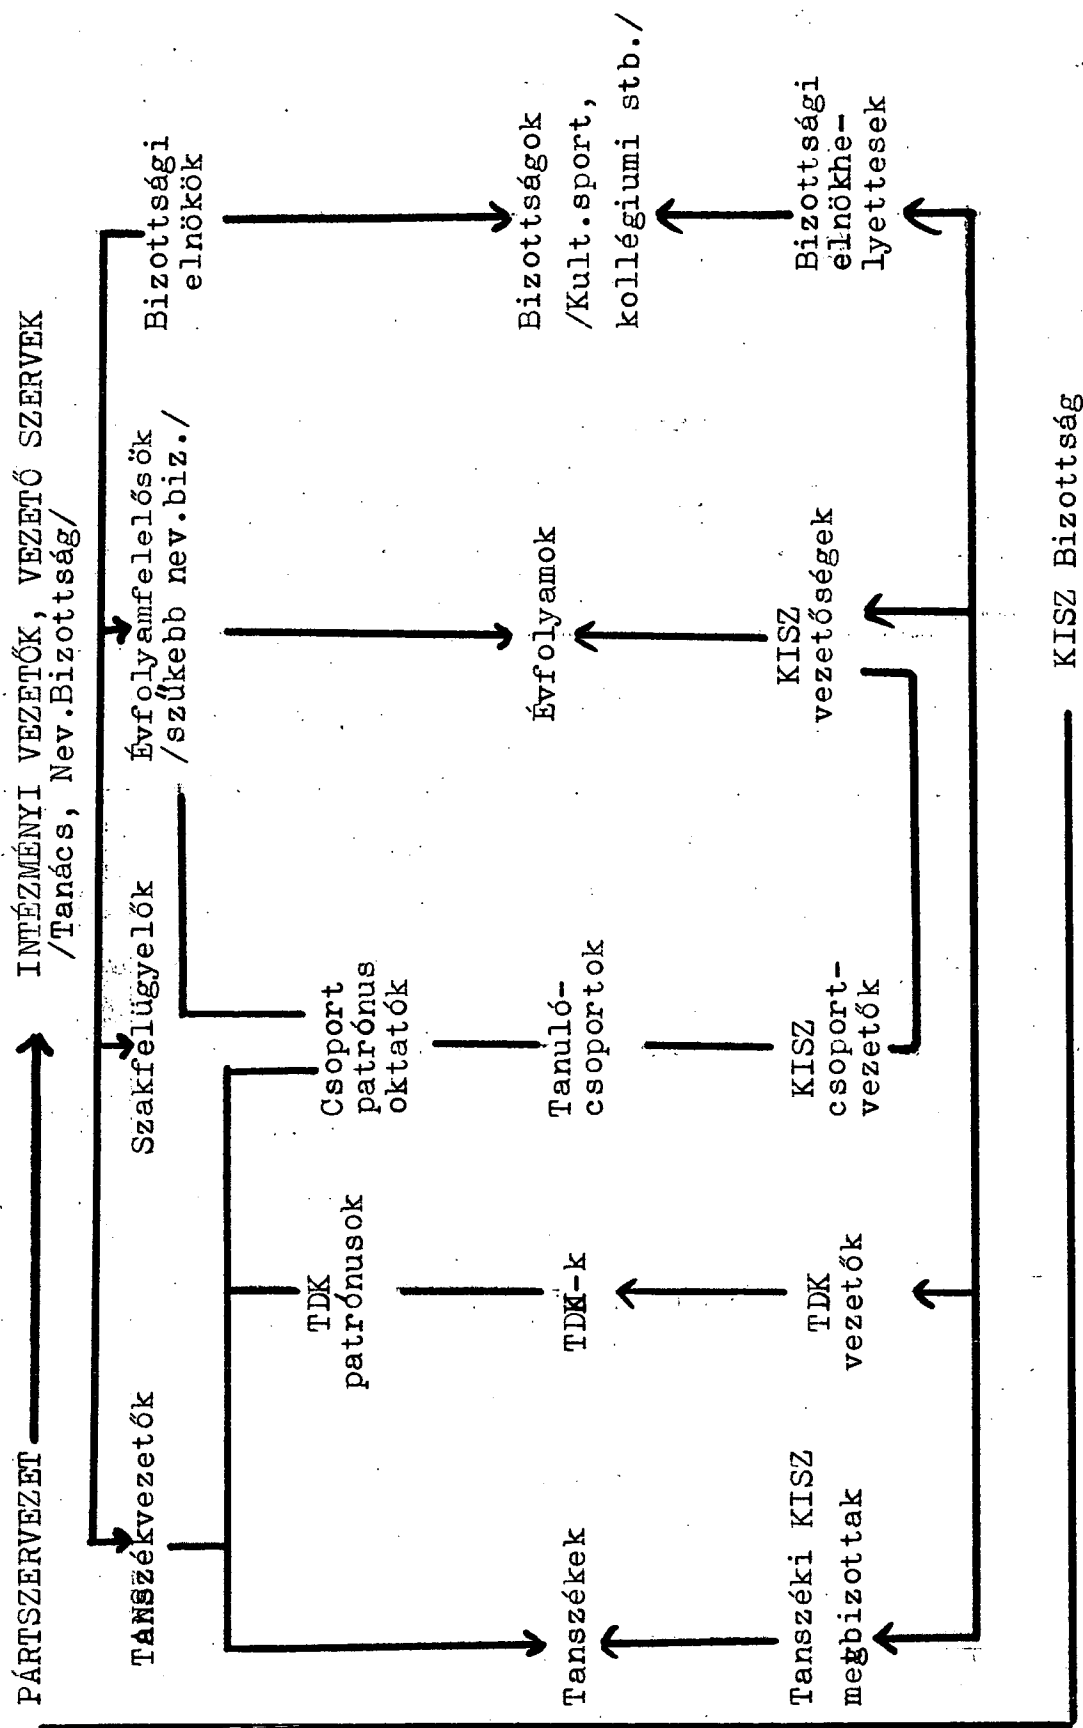 PÁRTSZERVEZET
INTÉZMÉNYI VEZETŐK, VEZETŐ SZERVEK
/Tanács, Nev.Bizottság/
Tanszékvezetők
Szakfelügyelők
Évfolyamfelelősök
/szűkebb nev.biz./
Bizottsági
elnökök
TDK
patrónusok
Csoport
patrónus
oktatók
Tanszékek
TDK-k
Tanuló-
csoportok
Évfolyamok
Bizottságok
/Kult.sport,
kollégiumi stb./
Tanszéki KISZ
megbizottak
TDK
vezetők
KISZ
csoport-
vezetők
KISZ
vezetőségek
Bizottsági
elnökhe-
lyettesek
KISZ Bizottság